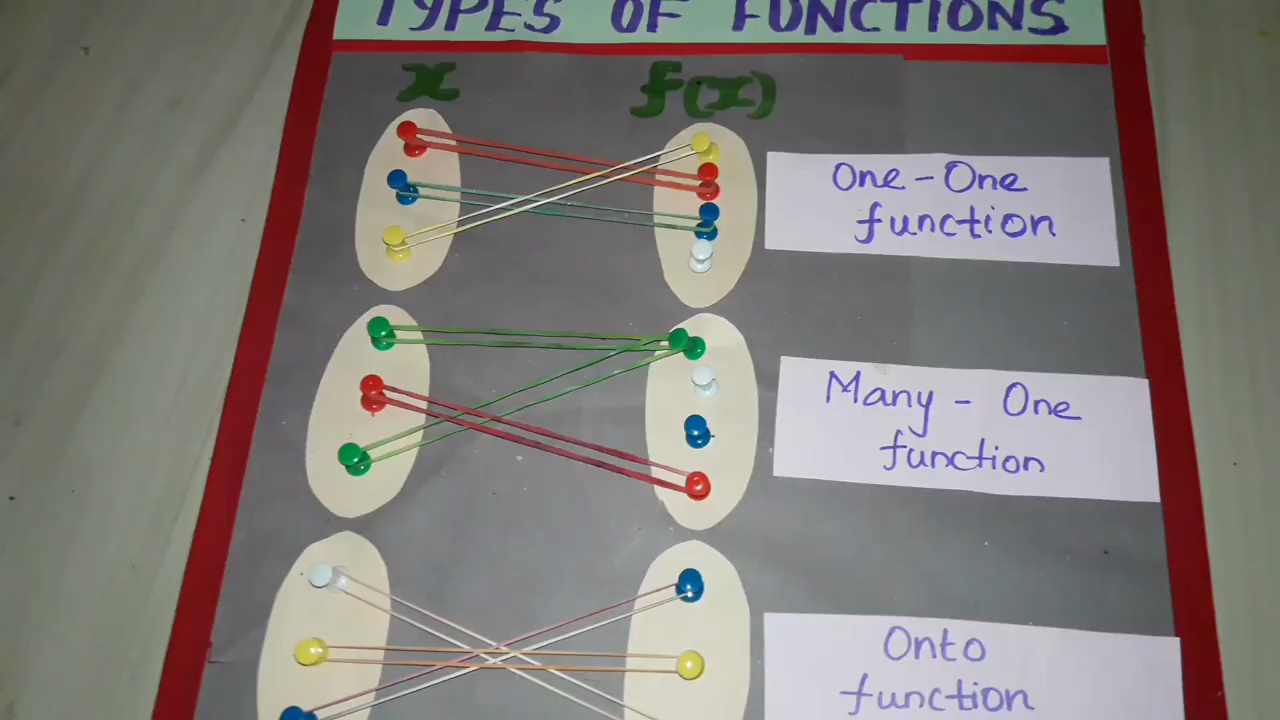 TYPES OF FUNCTIONS
x f(x)
One - One
function
Many - One
function
Onto
function